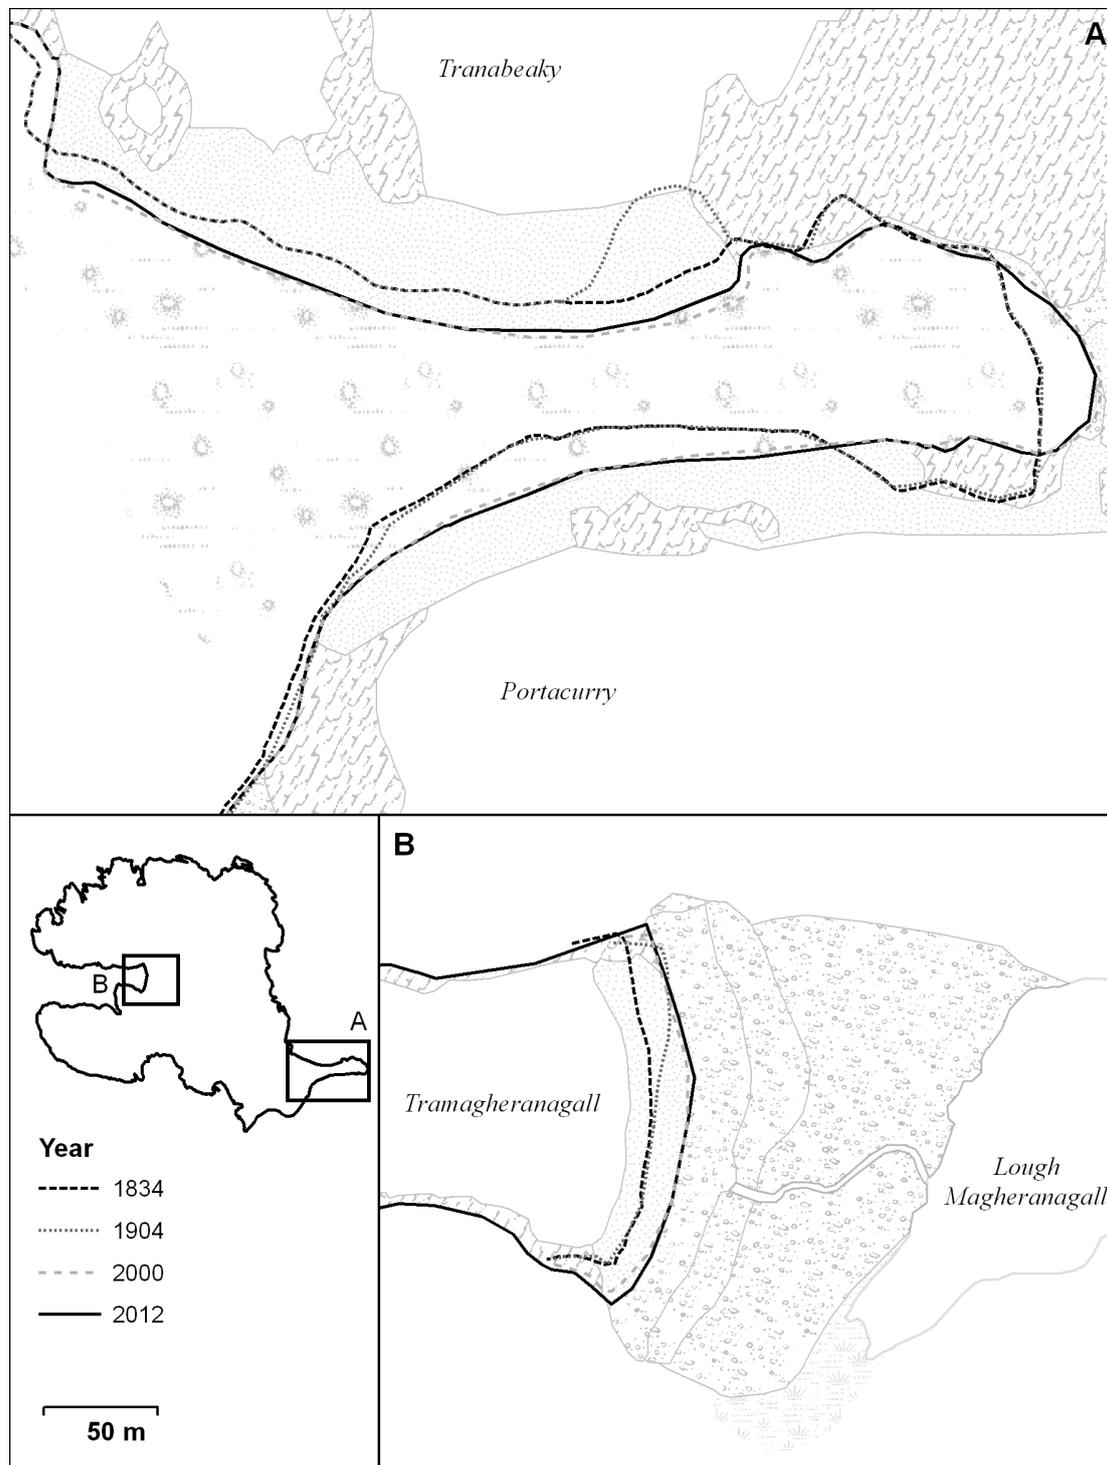 A
Tranabeaky
Portacurry
B
A
Year
1834
1904
2000
2012
50 m
B
Tramagheranagall
Lough
Magheranagall